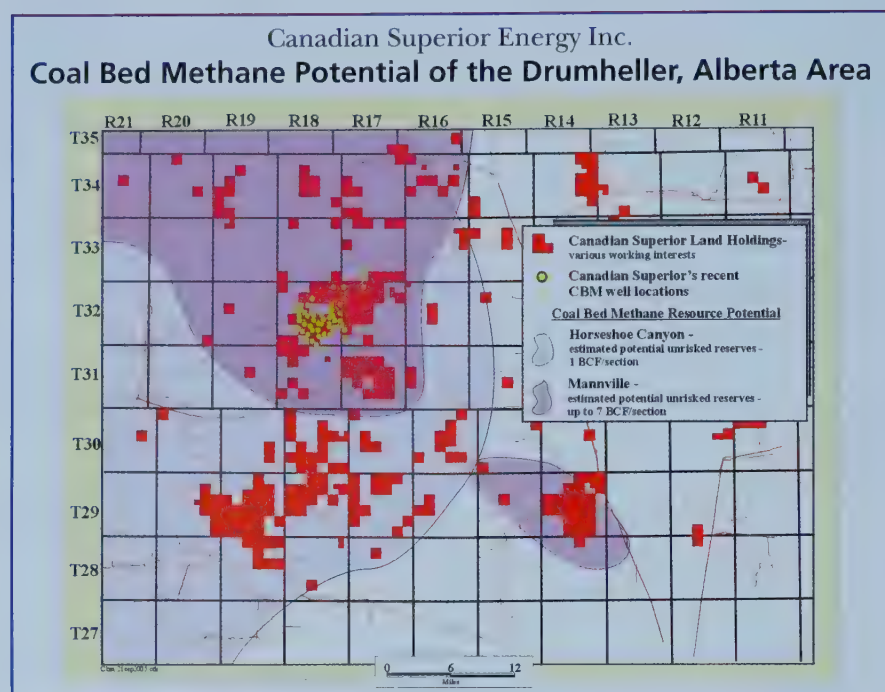 Canadian Superior Energy Inc.
Coal Bed Methane Potential of the Drumheller, Alberta Area
R21 R20 R19 R18 R17 R16 R15 R14 R13 R12 R11
T35
T34
T33
T32
T31
T30
T29
T28
T27
Canadian Superior Land Holdings-
various working interests
Canadian Superior's recent
CBM well locations
Coal Bed Methane Resource Potential
Horseshoe Canyon -
estimated potential unrisked reserves -
1 BCF/section
Mannville -
estimated potential unrisked reserves -
up to 7 BCF/section
0 6 12
Miles